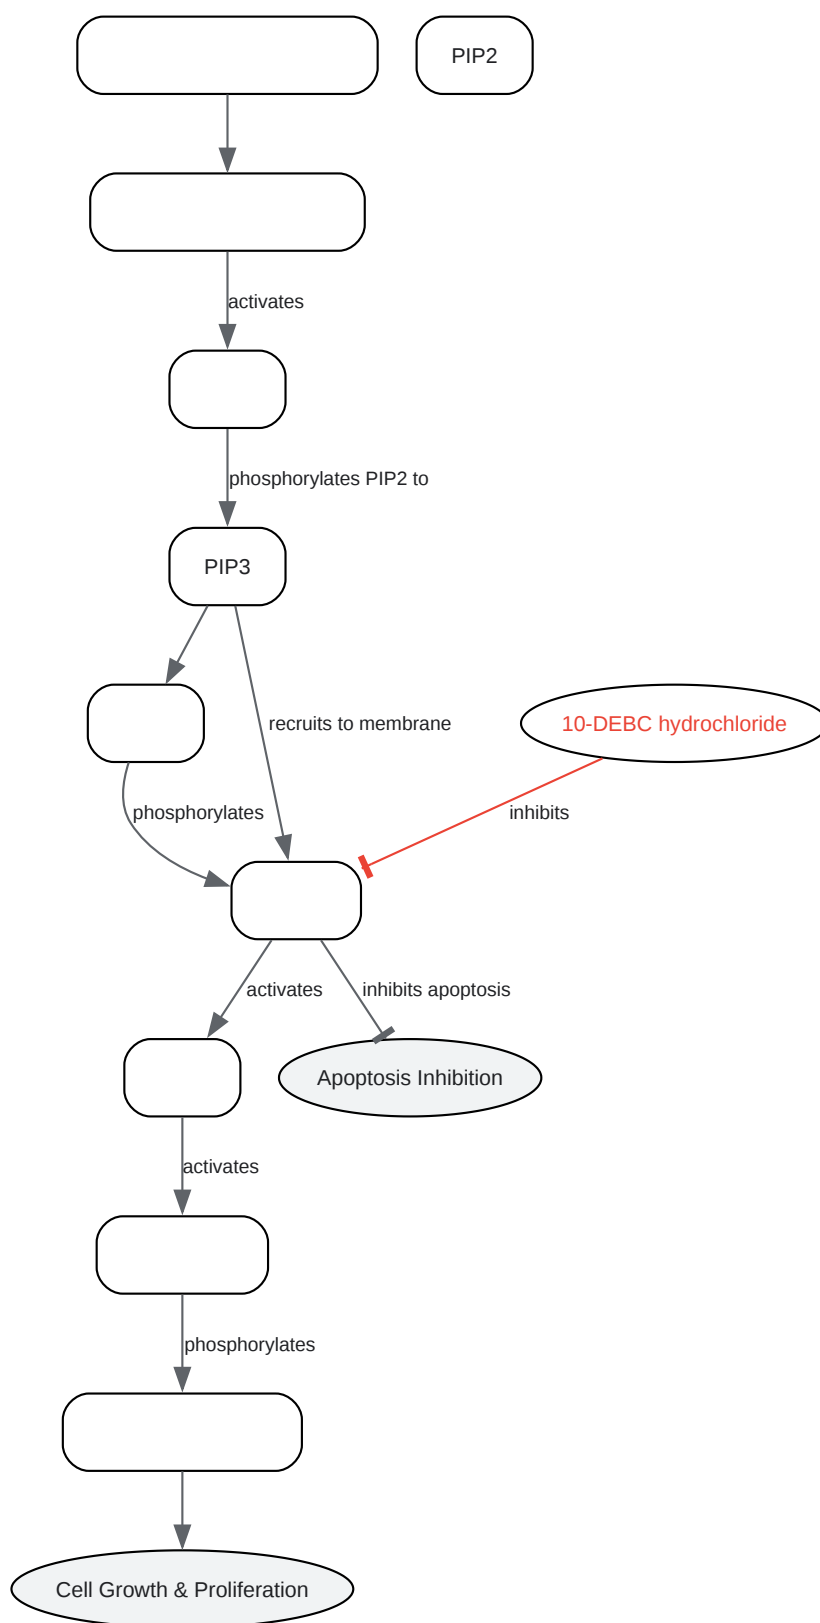 PIP2
activates
phosphorylates PIP2 to
PIP3
recruits to membrane
10-DEBC hydrochloride
phosphorylates
inhibits
activates
inhibits apoptosis
Apoptosis Inhibition
activates
phosphorylates
Cell Growth & Proliferation